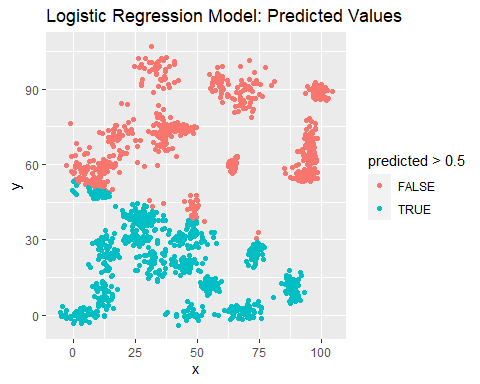 Logistic Regression Model: Predicted Values
90
60
30
0
y
0 25 50 75 100
x
predicted > 0.5
FALSE
TRUE